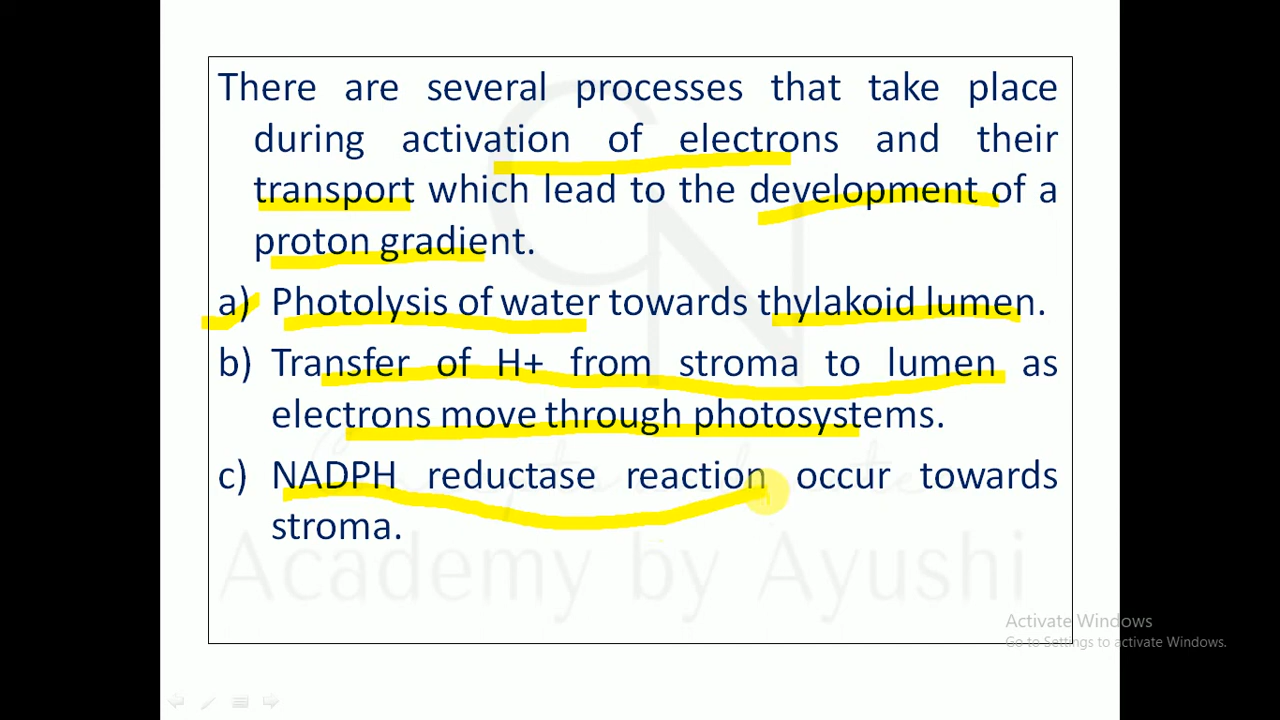 There are several processes that take place
during activation of electrons and their
transport which lead to the development of a
proton gradient.
a) Photolysis of water towards thylakoid lumen.
b) Transfer of H+ from stroma to lumen as
electrons move through photosystems.
c) NADPH reductase reaction occur towards
stroma.
Academy by Ayushi
Activate Windows
Go to Settings to activate Windows.